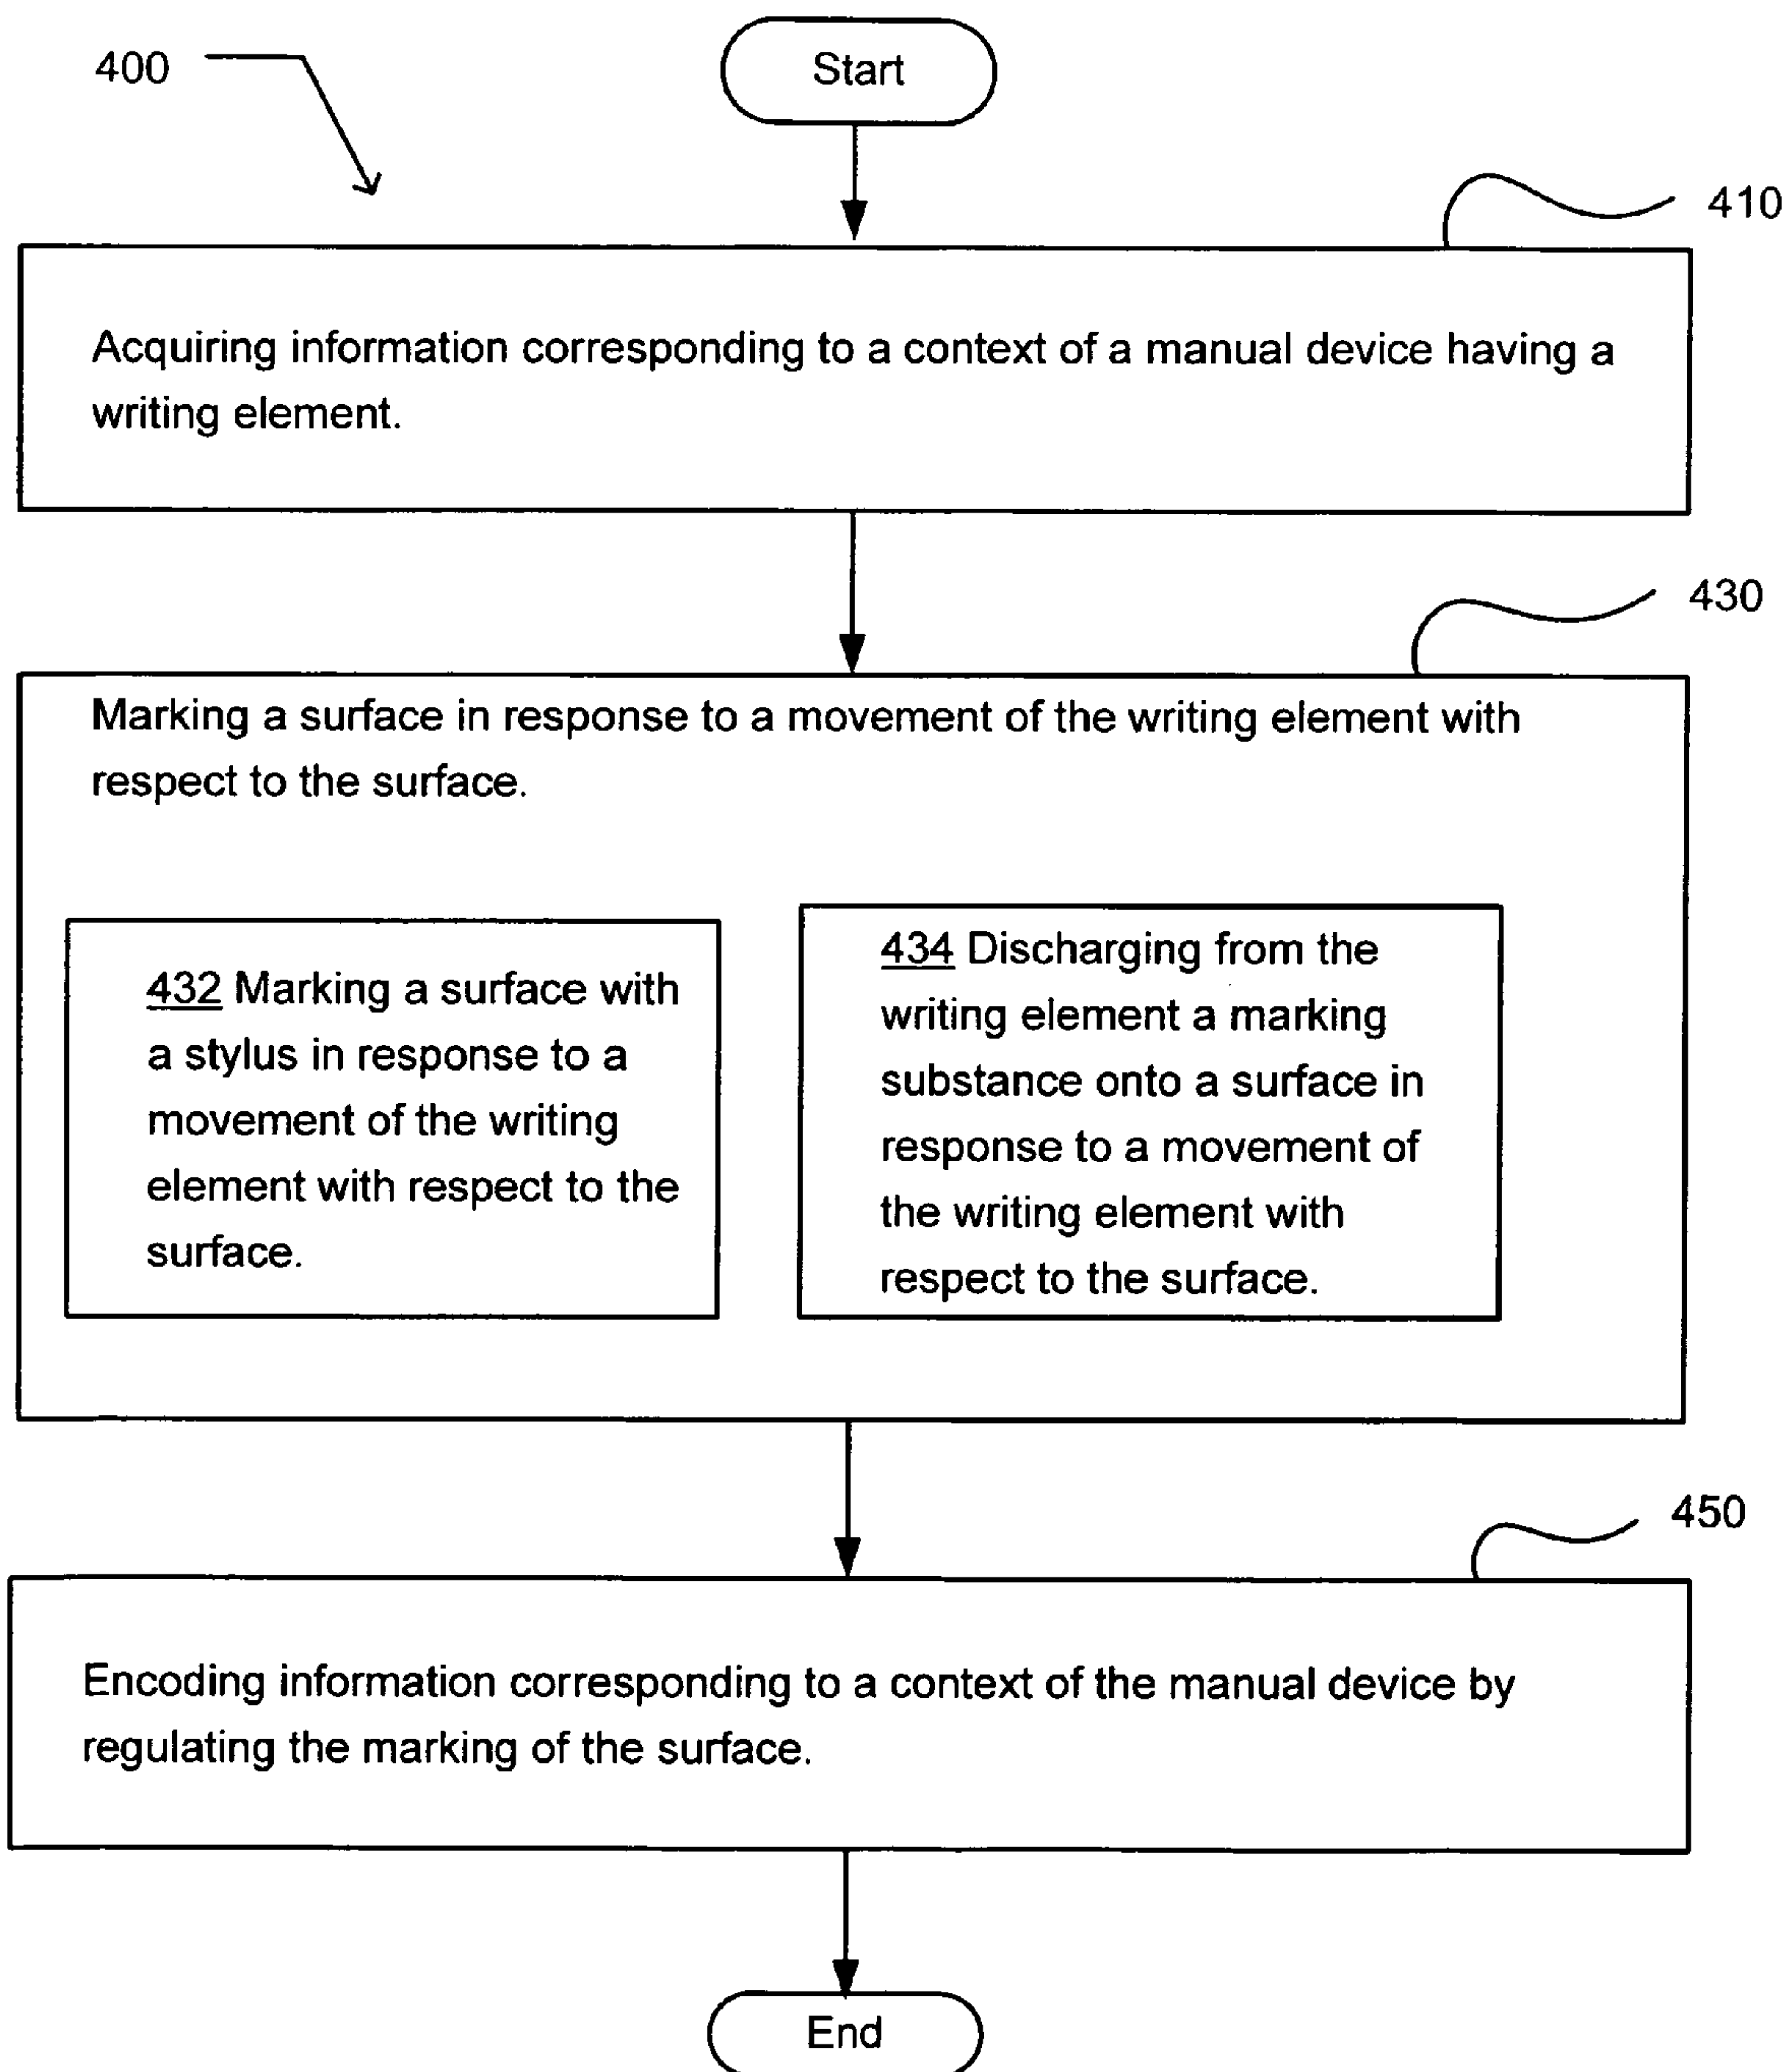 400
Start
410
Acquiring information corresponding to a context of a manual device having a
writing element.
430
Marking a surface in response to a movement of the writing element with
respect to the surface.
432 Marking a surface with
a stylus in response to a
movement of the writing
element with respect to the
surface.
434 Discharging from the
writing element a marking
substance onto a surface in
response to a movement of
the writing element with
respect to the surface.
450
Encoding information corresponding to a context of the manual device by
regulating the marking of the surface.
End